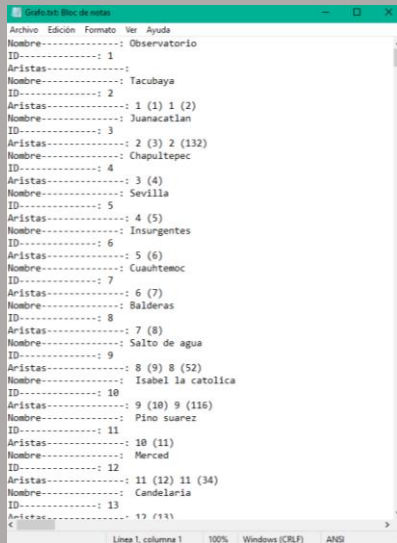 Grafo.txt: Bloc de notas
Archivo Edición Formato Ver Ayuda
Nombre--------------: Observatorio
ID--------------: 1
Aristas--------------:
Nombre--------------: Tacubaya
ID--------------: 2
Aristas--------------: 1 (1) 1 (2)
Nombre--------------: Juanacatlan
ID--------------: 3
Aristas--------------: 2 (3) 2 (132)
Nombre--------------: Chapultepec
ID--------------: 4
Aristas--------------: 3 (4)
Nombre--------------: Sevilla
ID--------------: 5
Aristas--------------: 4 (5)
Nombre--------------: Insurgentes
ID--------------: 6
Aristas--------------: 5 (6)
Nombre--------------: Cuauhtemoc
ID--------------: 7
Aristas--------------: 6 (7)
Nombre--------------: Balderas
ID--------------: 8
Aristas--------------: 7 (8)
Nombre--------------: Salto de agua
ID--------------: 9
Aristas--------------: 8 (9) 8 (52)
Nombre--------------: Isabel la catolica
ID--------------: 10
Aristas--------------: 9 (10) 9 (116)
Nombre--------------: Pino suarez
ID--------------: 11
Aristas--------------: 10 (11)
Nombre--------------: Merced
ID--------------: 12
Aristas--------------: 11 (12) 11 (34)
Nombre--------------: Candelaria
ID--------------: 13
Aristas--------------: 12 (13)
Línea 1, columna 1 100% Windows (CRLF) ANSI